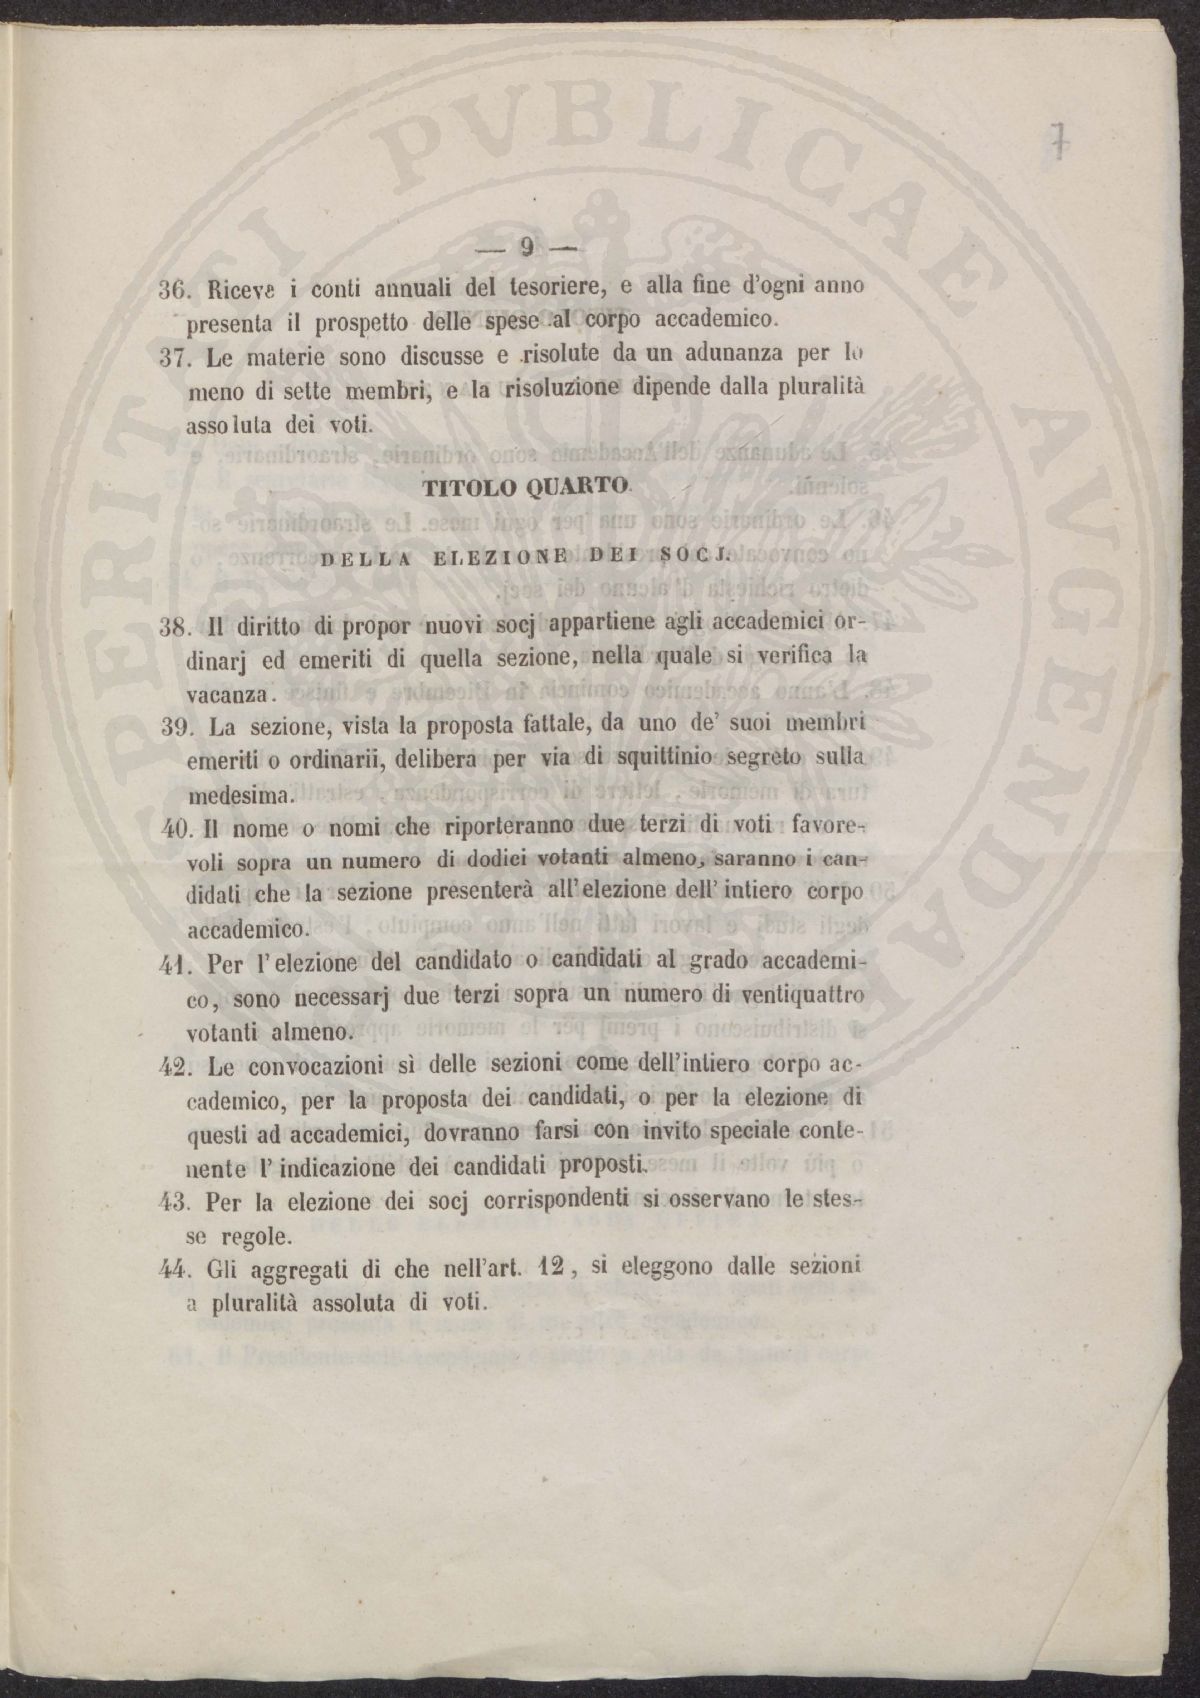 PERITIAE PVBLICAE AVGENDAE
7
— 9 —
36. Riceve i conti annuali del tesoriere, e alla fine d'ogni anno
presenta il prospetto delle spese al corpo accademico.
37. Le materie sono discusse e risolute da un adunanza per lo
meno di sette membri, e la risoluzione dipende dalla pluralità
assoluta dei voti.
TITOLO QUARTO.
DELLA ELEZIONE DEI SOCJ.
38. Il diritto di propor nuovi socj appartiene agli accademici or-
dinarj ed emeriti di quella sezione, nella quale si verifica la
vacanza.
39. La sezione, vista la proposta fattale, da uno de' suoi membri
emeriti o ordinarii, delibera per via di squittinio segreto sulla
medesima.
40. Il nome o nomi che riporteranno due terzi di voti favore-
voli sopra un numero di dodici votanti almeno, saranno i can-
didati che la sezione presenterà all'elezione dell'intiero corpo
accademico.
41. Per l'elezione del candidato o candidati al grado accademi-
co, sono necessarj due terzi sopra un numero di ventiquattro
votanti almeno.
42. Le convocazioni sì delle sezioni come dell'intiero corpo ac-
cademico, per la proposta dei candidati, o per la elezione di
questi ad accademici, dovranno farsi con invito speciale conte-
nente l'indicazione dei candidati proposti.
43. Per la elezione dei socj corrispondenti si osservano le stes-
se regole.
44. Gli aggregati di che nell'art. 12, si eleggono dalle sezioni
a pluralità assoluta di voti.